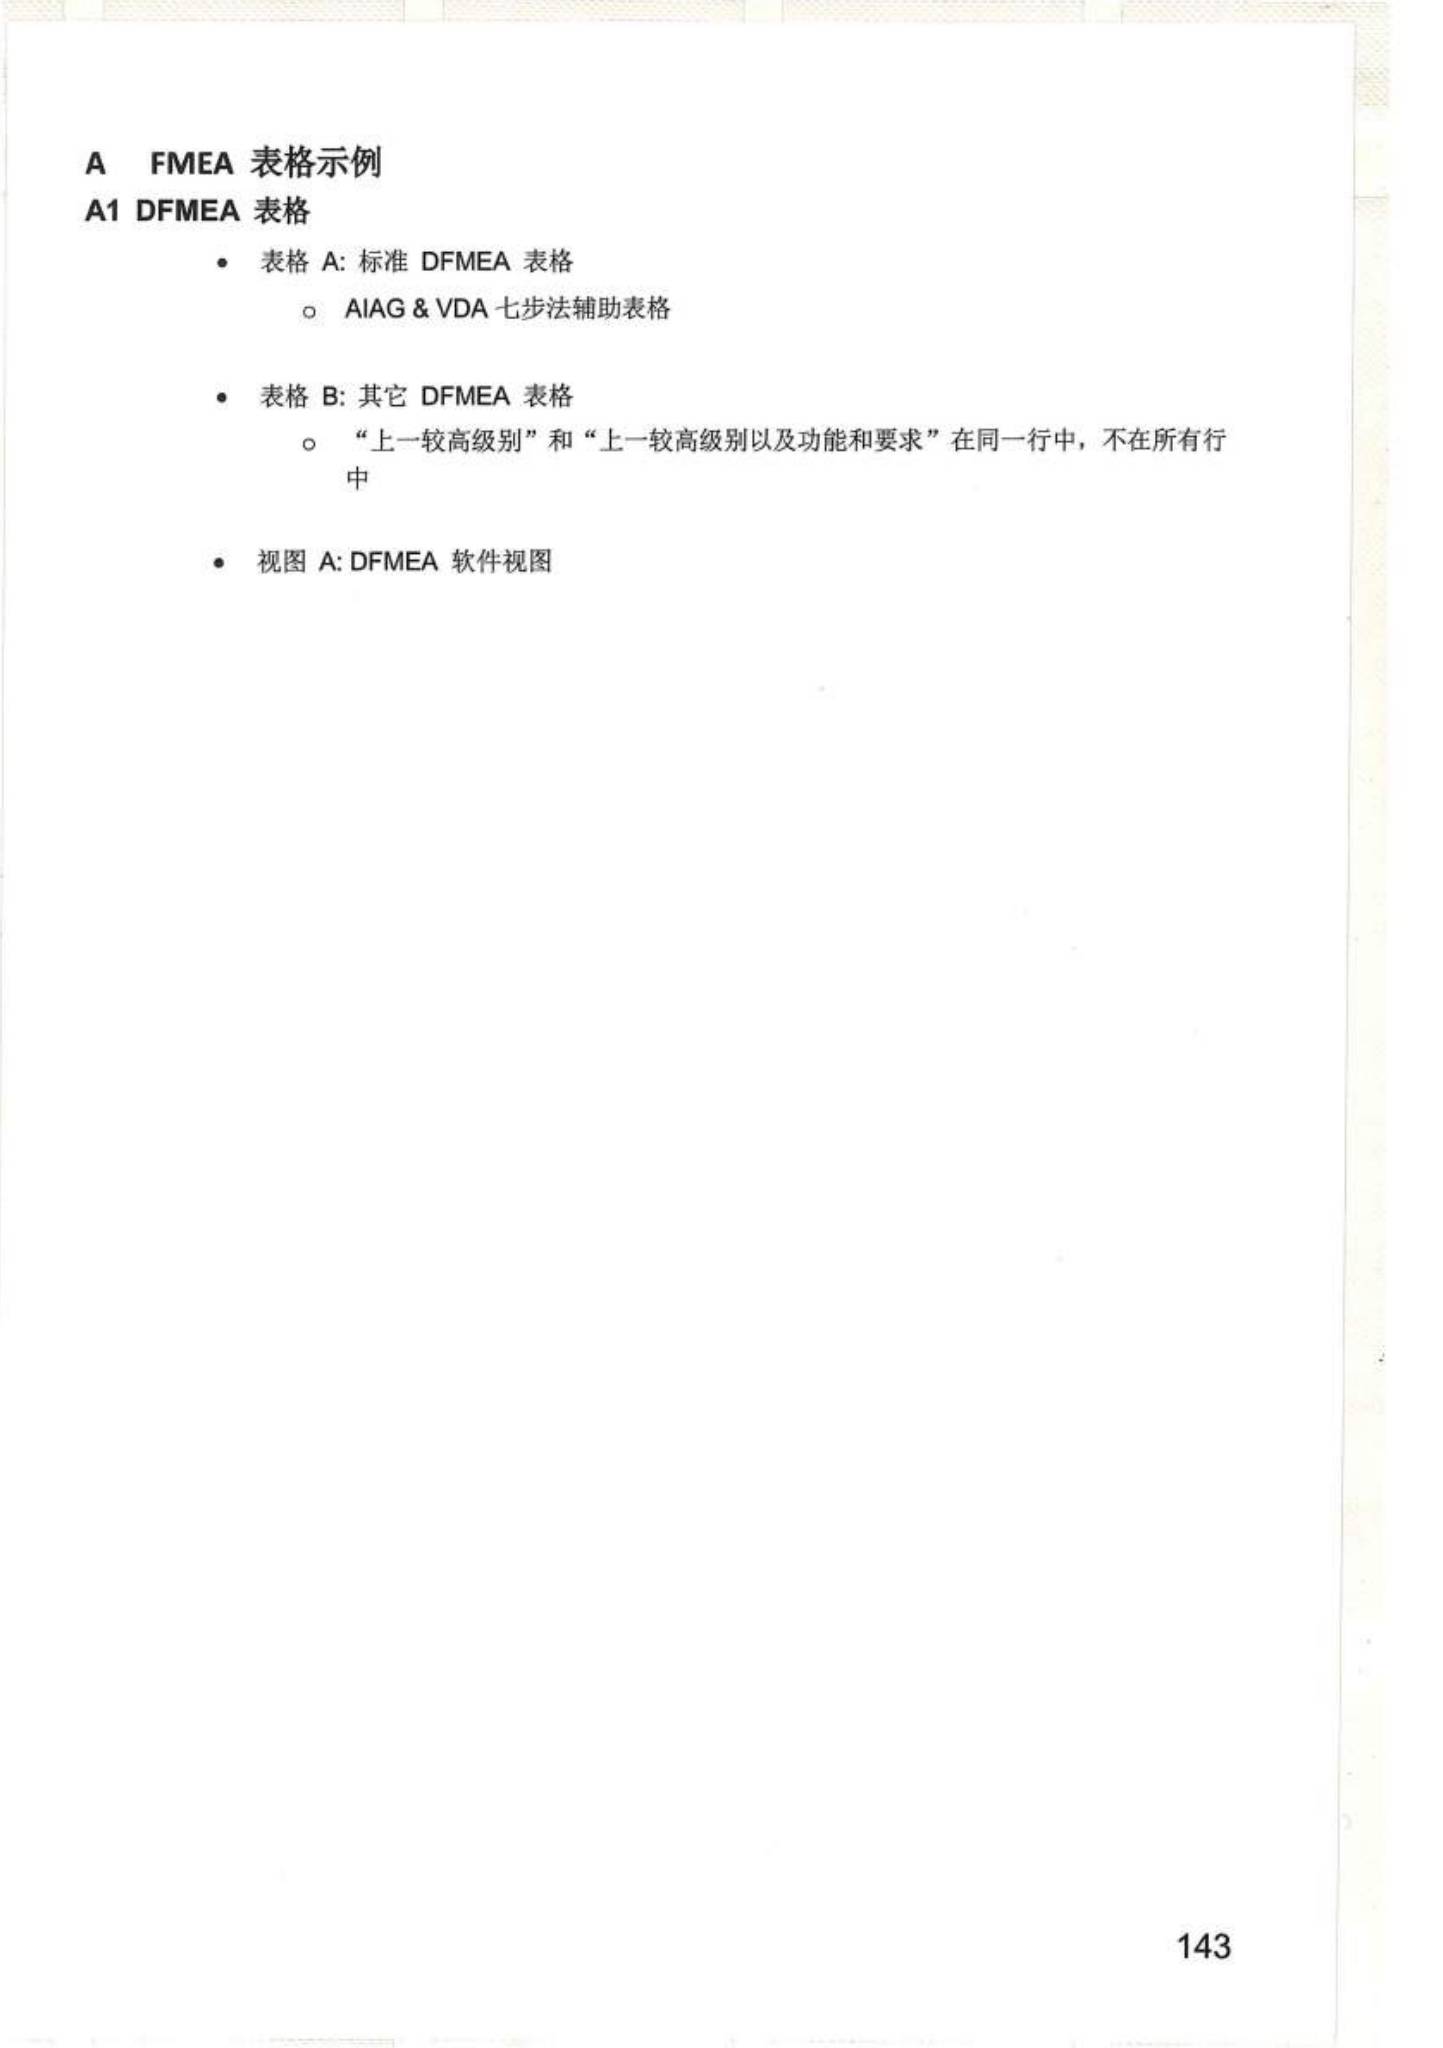 A FMEA 表格示例
A1 DFMEA 表格
• 表格 A: 标准 DFMEA 表格
o AIAG & VDA 七步法辅助表格
• 表格 B: 其它 DFMEA 表格
o “上一较高级别”和“上一较高级别以及功能和要求”在同一行中，不在所有行
中
• 视图 A: DFMEA 软件视图
143